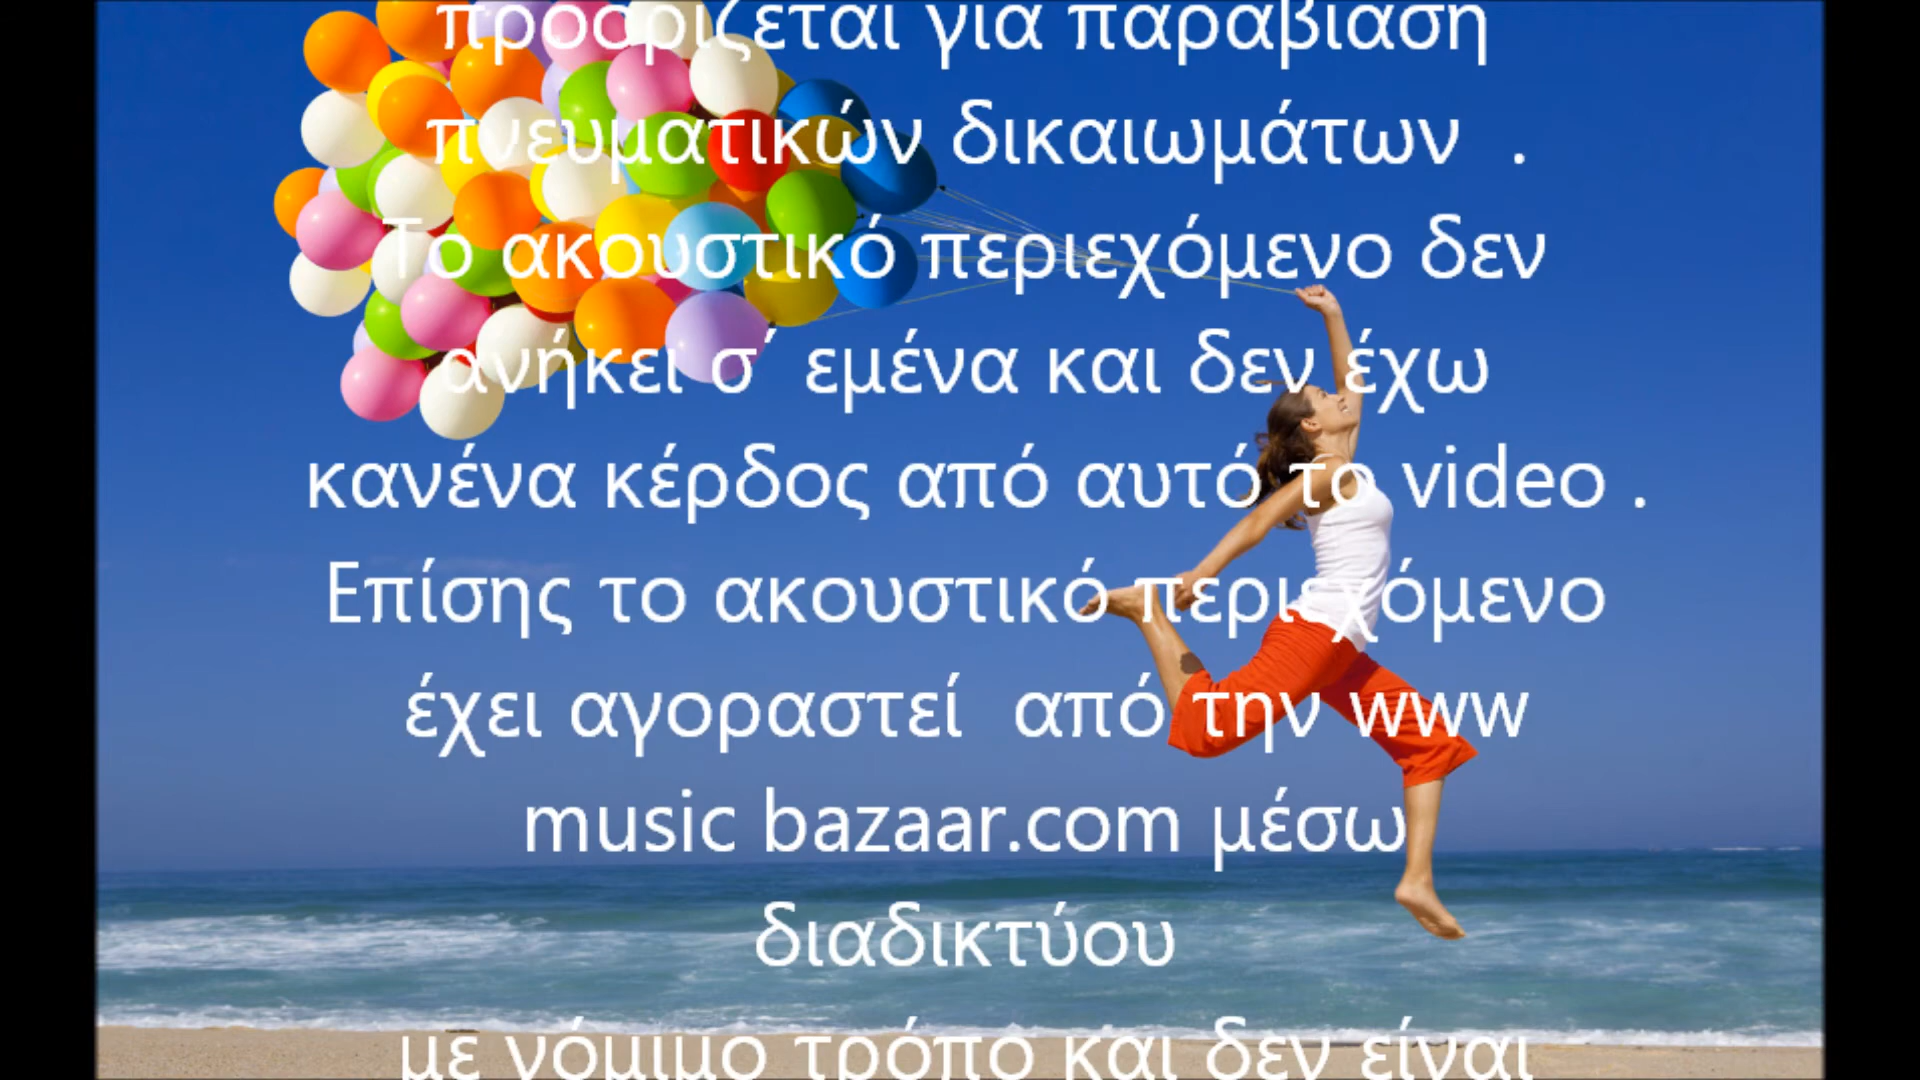 προορίζεται για παραβίαση
πνευματικών δικαιωμάτων .
Το ακουστικό περιεχόμενο δεν
ανήκει σ΄ εμένα και δεν έχω
κανένα κέρδος από αυτό το video .
Επίσης το ακουστικό περιεχόμενο
έχει αγοραστεί από την www
music bazaar.com μέσω
διαδικτύου
με νόμιμο τρόπο και δεν είναι